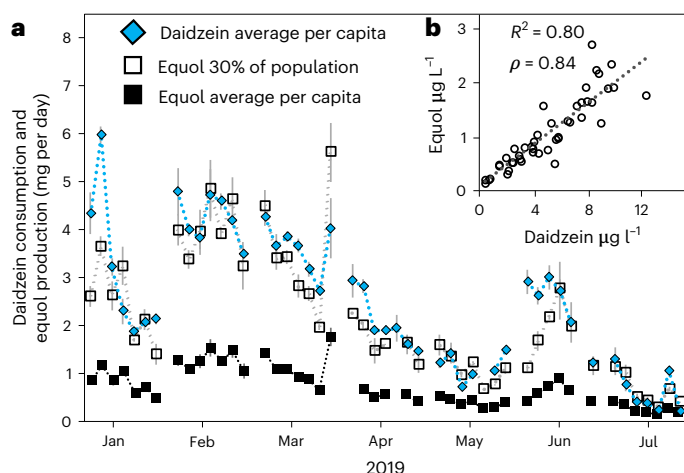 a
8
7
6
5
4
3
2
1
0
Daidzein consumption and
equol production (mg per day)
Daidzein average per capita
Equol 30% of population
Equol average per capita
Jan Feb Mar Apr May Jun Jul
2019
b
R² = 0.80
ρ = 0.84
Equol µg L⁻¹
3
2
1
0
0 4 8 12
Daidzein µg l⁻¹